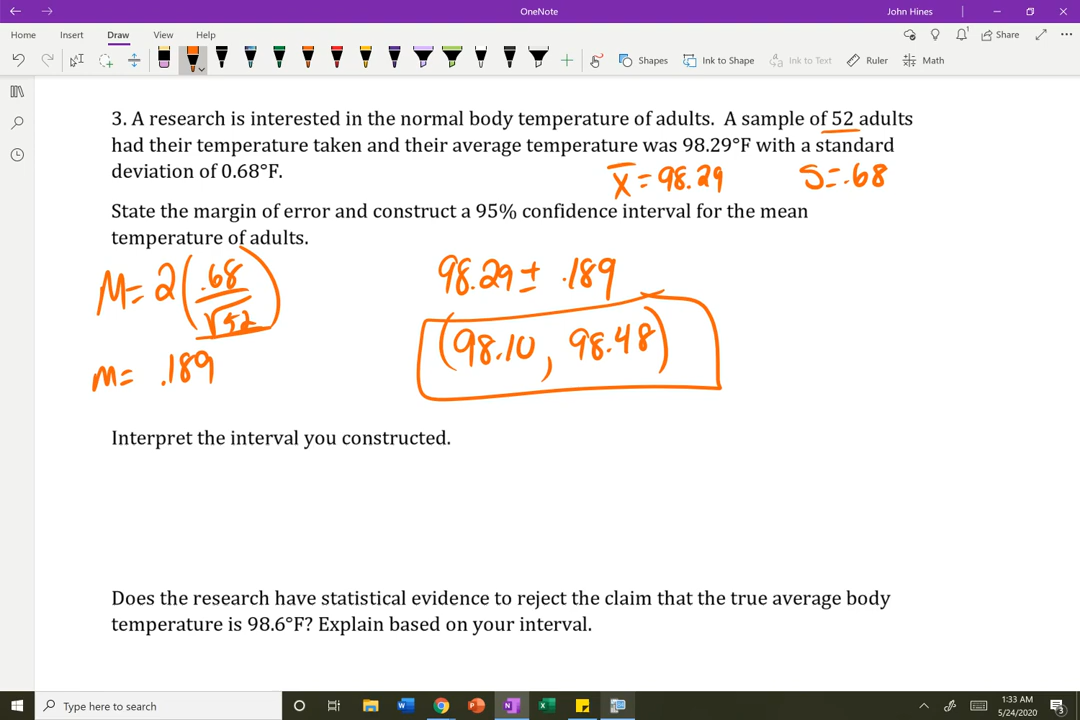 OneNote
John Hines
Home Insert Draw View Help
Share
Shapes Ink to Shape Ink to Text Ruler Math
3. A research is interested in the normal body temperature of adults. A sample of 52 adults
had their temperature taken and their average temperature was 98.29°F with a standard
deviation of 0.68°F.
x̄ = 98.29 S = .68
State the margin of error and construct a 95% confidence interval for the mean
temperature of adults.
M = 2(.68/√52)
98.29 ± .189
(98.10, 98.48)
m = .189
Interpret the interval you constructed.
Does the research have statistical evidence to reject the claim that the true average body
temperature is 98.6°F? Explain based on your interval.
Type here to search
1:33 AM
5/24/2020
3